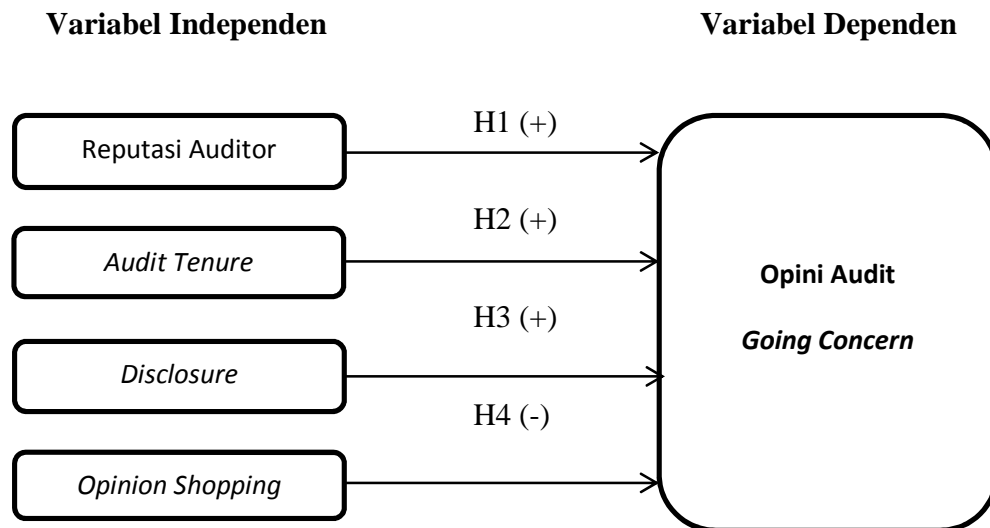 Variabel Independen
Variabel Dependen
H1 (+)
Reputasi Auditor
H2 (+)
Audit Tenure
Opini Audit
Going Concern
H3 (+)
Disclosure
H4 (-)
Opinion Shopping